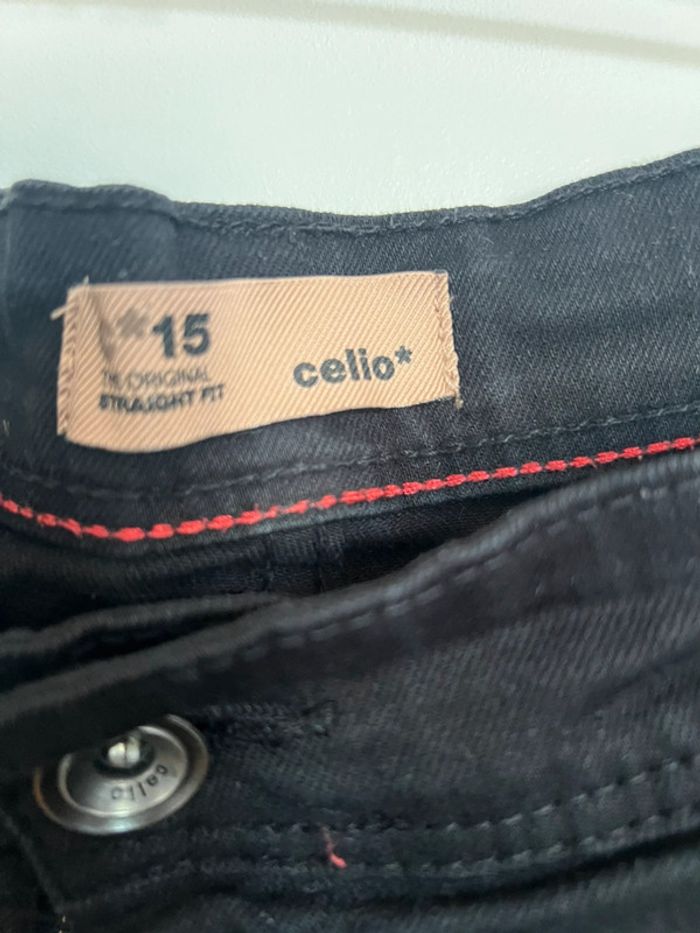 *15
THE ORIGINAL
STRAIGHT FIT
celio*
celio